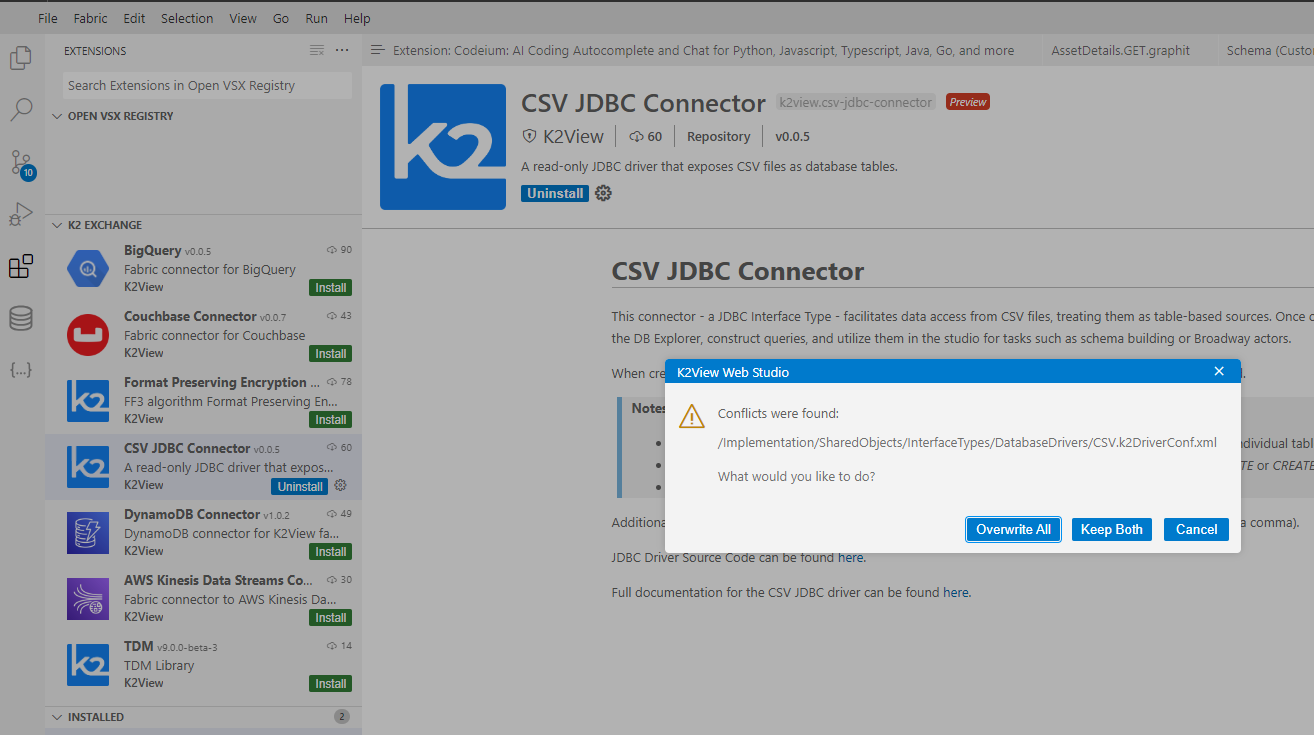 File Fabric Edit Selection View Go Run Help
EXTENSIONS
Search Extensions in Open VSX Registry
OPEN VSX REGISTRY
10
K2 EXCHANGE
BigQuery v0.0.5 90
Fabric connector for BigQuery
K2View
Install
Couchbase Connector v0.0.7 43
Fabric connector for Couchbase
K2View
Install
Format Preserving Encryption ... 78
FF3 algorithm Format Preserving En...
K2View
Install
CSV JDBC Connector v0.0.5 60
A read-only JDBC driver that expos...
K2View
Uninstall
DynamoDB Connector v1.0.2 49
DynamoDB connector for K2View fa...
K2View
Install
AWS Kinesis Data Streams Co... 30
Fabric connector to AWS Kinesis Da...
K2View
Install
TDM v9.0.0-beta-3 14
TDM Library
K2View
Install
INSTALLED 2
Extension: Codeium: AI Coding Autocomplete and Chat for Python, Javascript, Typescript, Java, Go, and more
AssetDetails.GET.graphit
Schema (Custo
k2
CSV JDBC Connector k2view.csv-jdbc-connector Preview
K2View 60 Repository v0.0.5
A read-only JDBC driver that exposes CSV files as database tables.
Uninstall
CSV JDBC Connector
This connector - a JDBC Interface Type - facilitates data access from CSV files, treating them as table-based sources. Once c
the DB Explorer, construct queries, and utilize them in the studio for tasks such as schema building or Broadway actors.
When cre
Notes
ndividual tabl
TE or CREATE
K2View Web Studio
Conflicts were found:
/Implementation/SharedObjects/InterfaceTypes/DatabaseDrivers/CSV.k2DriverConf.xml
What would you like to do?
Overwrite All Keep Both Cancel
Additiona
a comma).
JDBC Driver Source Code can be found here.
Full documentation for the CSV JDBC driver can be found here.